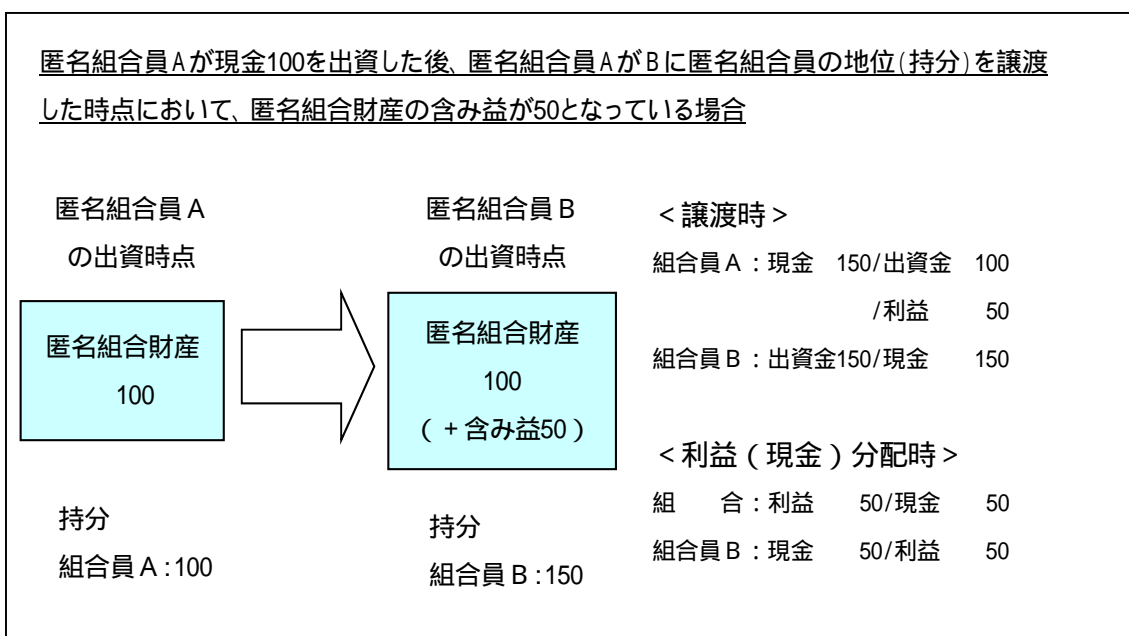 匿名組合員Aが現金100を出資した後、匿名組合員AがBに匿名組合員の地位(持分)を譲渡
した時点において、匿名組合財産の含み益が50となっている場合
匿名組合員A
の出資時点
匿名組合財産
100
持分
組合員A:100
匿名組合員B
の出資時点
匿名組合財産
100
(+含み益50)
持分
組合員B:150
<譲渡時>
組合員A:現金 150/出資金 100
/利益 50
組合員B:出資金150/現金 150
<利益(現金)分配時>
組 合:利益 50/現金 50
組合員B:現金 50/利益 50